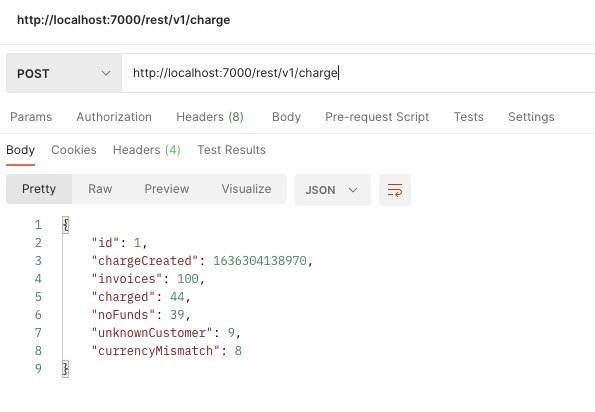 http://localhost:7000/rest/v1/charge
POST http://localhost:7000/rest/v1/charge
Params Authorization Headers (8) Body Pre-request Script Tests Settings
Body Cookies Headers (4) Test Results
Pretty Raw Preview Visualize JSON
1 {
2 "id": 1,
3 "chargeCreated": 1636304138970,
4 "invoices": 100,
5 "charged": 44,
6 "noFunds": 39,
7 "unknownCustomer": 9,
8 "currencyMismatch": 8
9 }